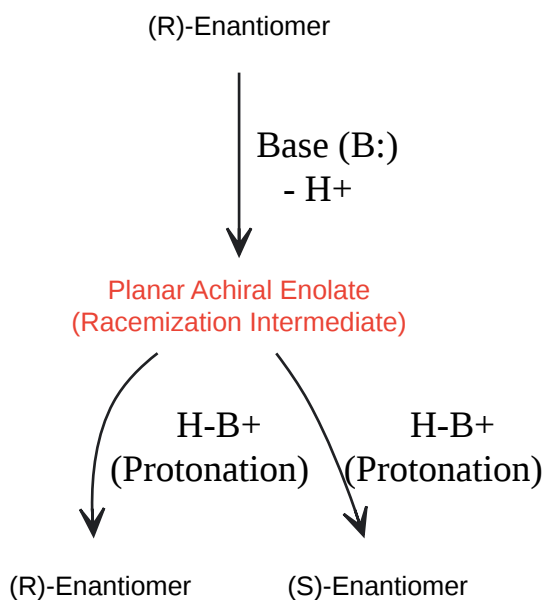 (R)-Enantiomer
Base (B:)
- H+
Planar Achiral Enolate
(Racemization Intermediate)
H-B+
(Protonation)
H-B+
(Protonation)
(R)-Enantiomer
(S)-Enantiomer